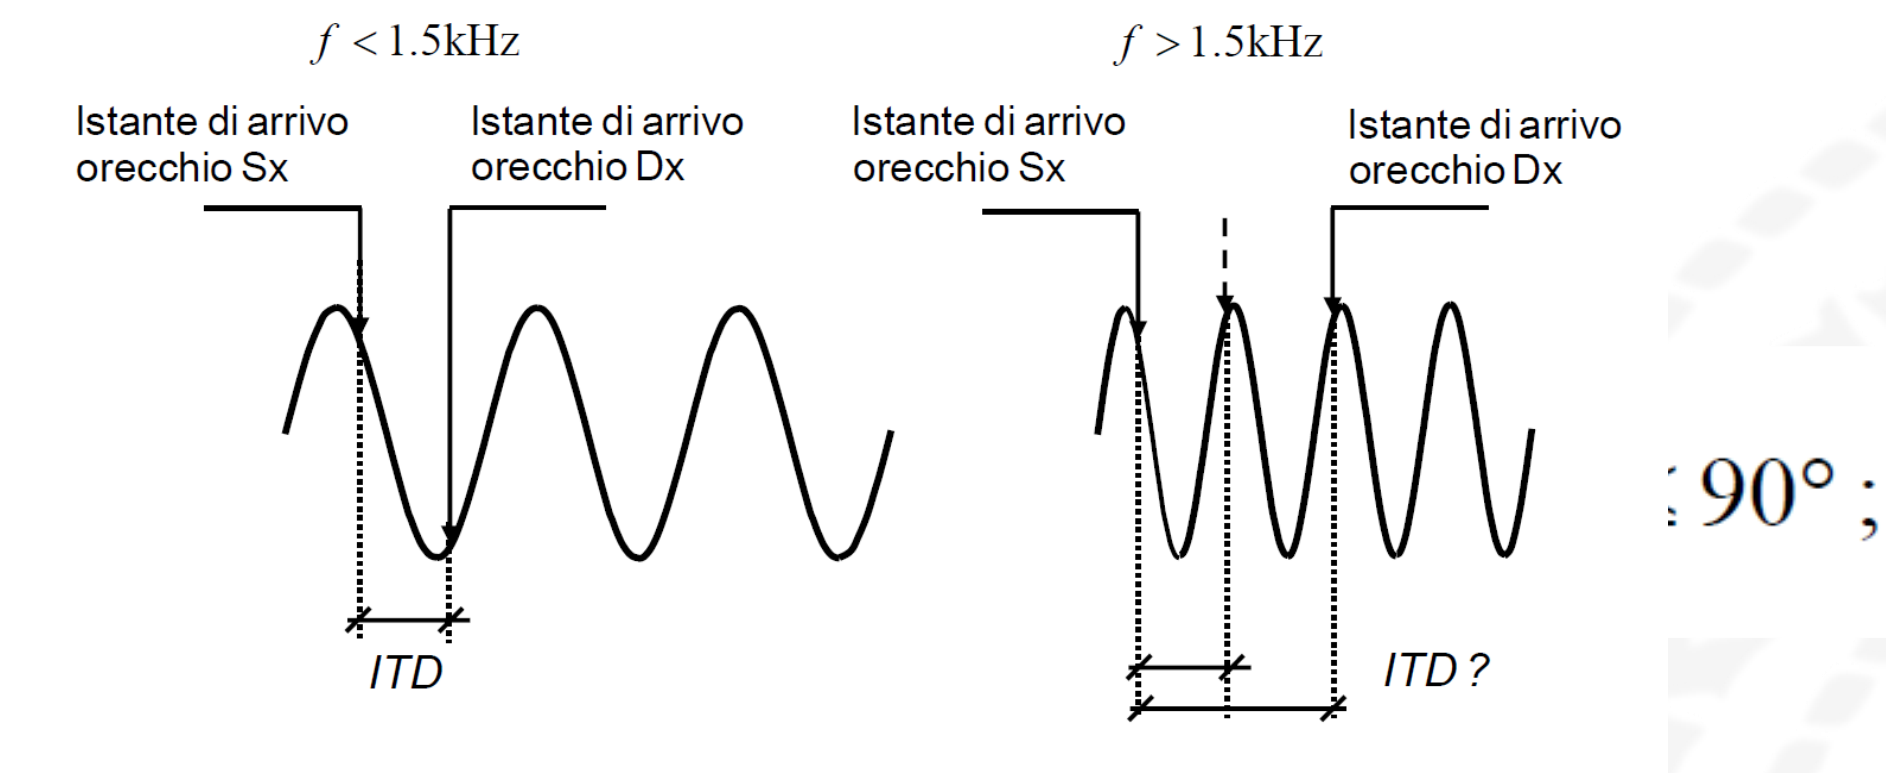 f < 1.5kHz
f > 1.5kHz
Istante di arrivo
orecchio Sx
Istante di arrivo
orecchio Dx
Istante di arrivo
orecchio Sx
Istante di arrivo
orecchio Dx
90° ;
ITD
ITD ?